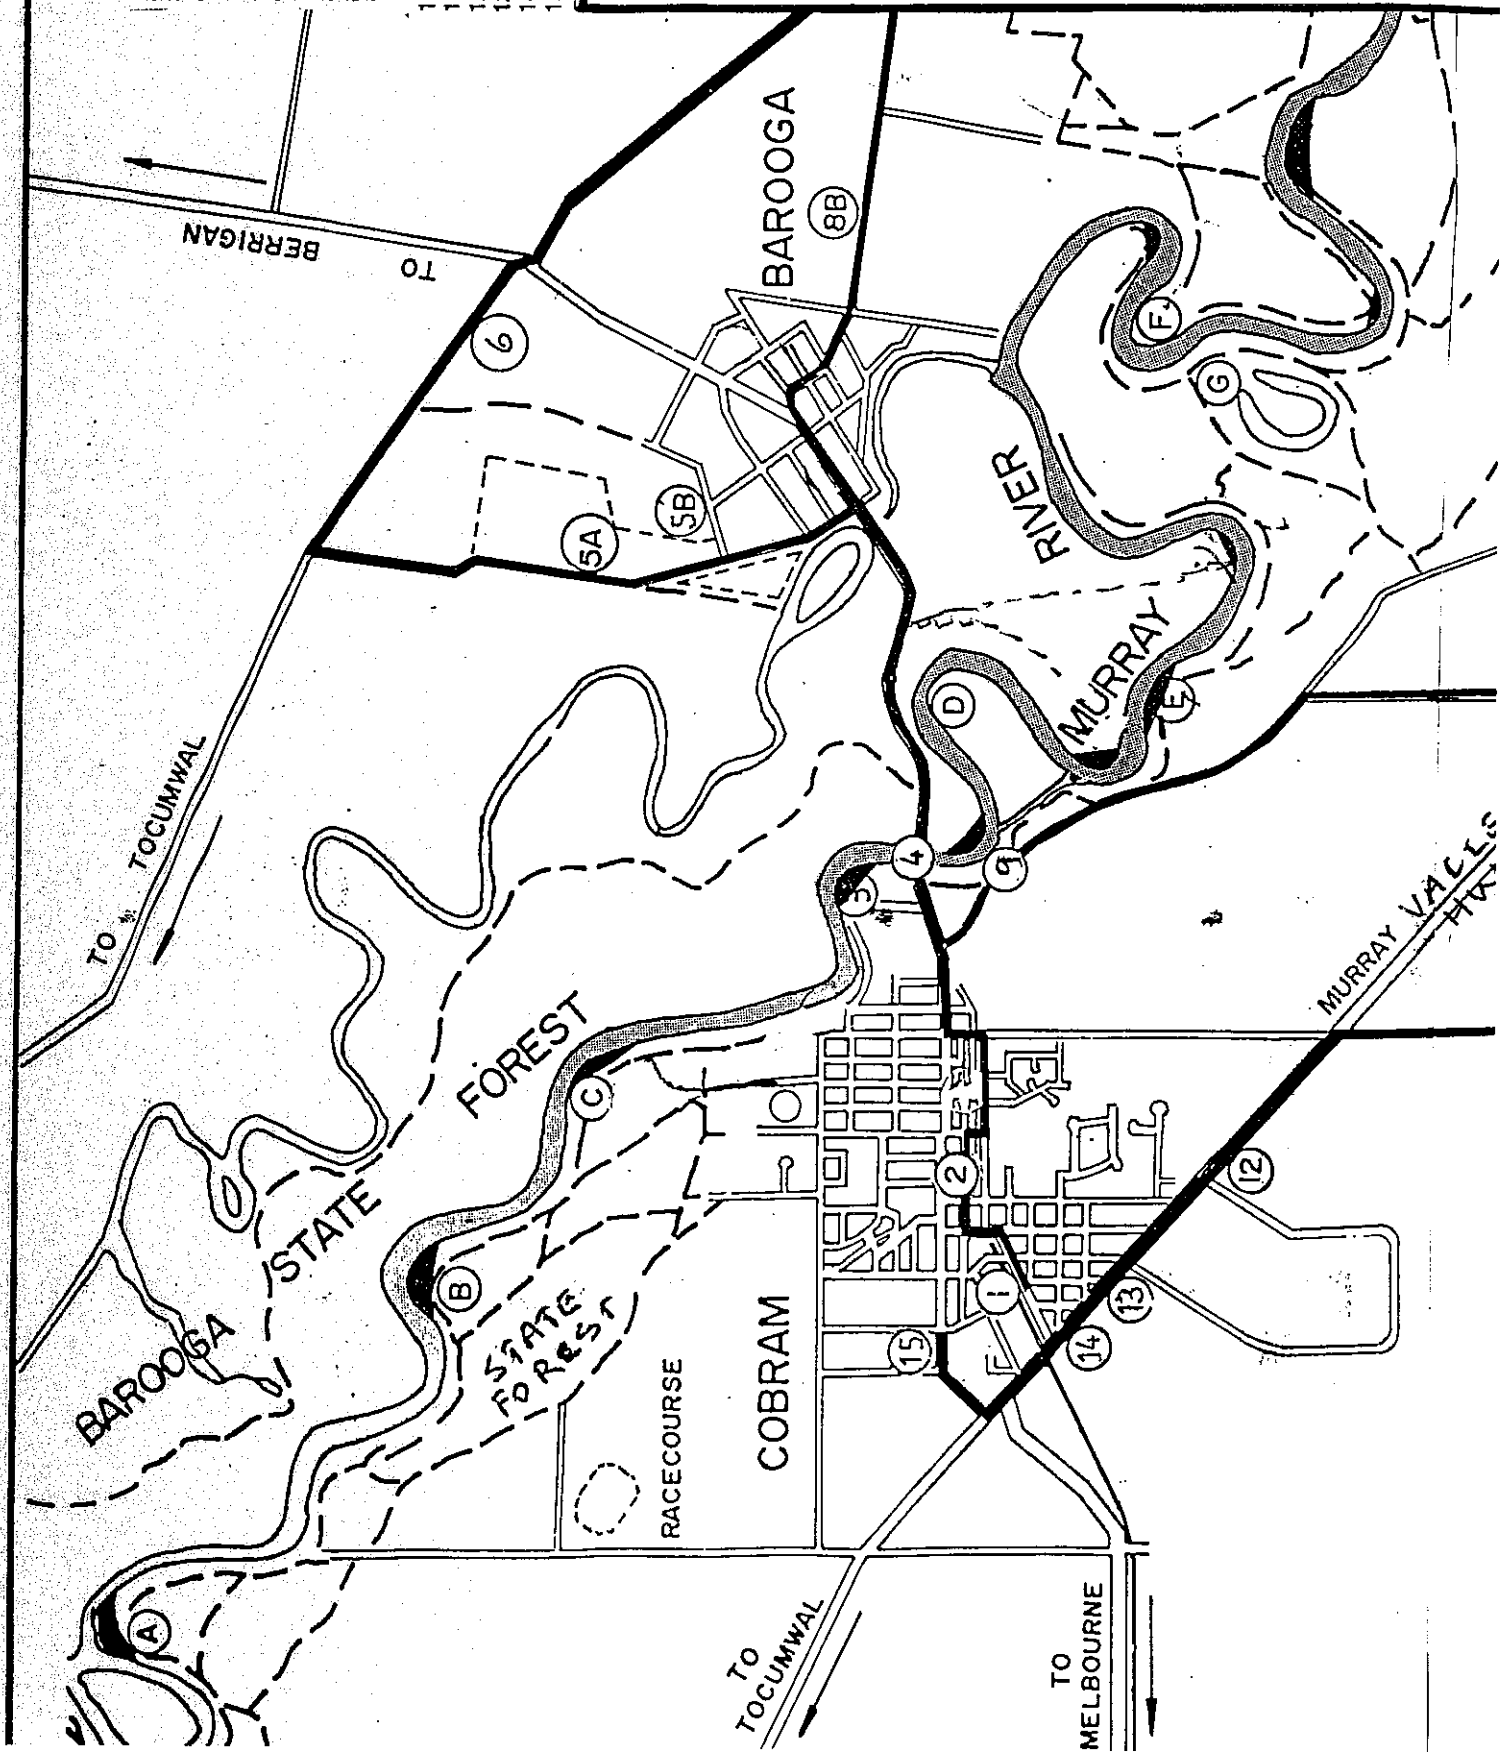 TO
BERRIGAN
BAROOGA
8B
6
5A
5B
TO
TOCUMWAL
RIVER
MURRAY
F
G
D
E
4
3
9
BAROOGA
STATE
FOREST
C
B
A
STATE
FOREST
RACECOURSE
COBRAM
2
1
15
14
13
12
MURRAY
TO
TOCUMWAL
TO
MELBOURNE